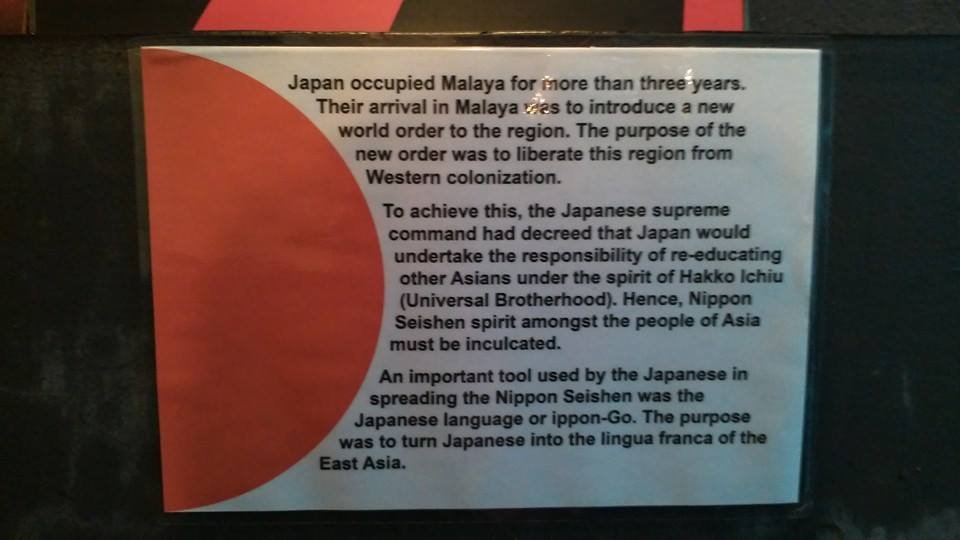 Japan occupied Malaya for more than three years.
Their arrival in Malaya was to introduce a new
world order to the region. The purpose of the
new order was to liberate this region from
Western colonization.
To achieve this, the Japanese supreme
command had decreed that Japan would
undertake the responsibility of re-educating
other Asians under the spirit of Hakko Ichiu
(Universal Brotherhood). Hence, Nippon
Seishen spirit amongst the people of Asia
must be inculcated.
An important tool used by the Japanese in
spreading the Nippon Seishen was the
Japanese language or ippon-Go. The purpose
was to turn Japanese into the lingua franca of the
East Asia.